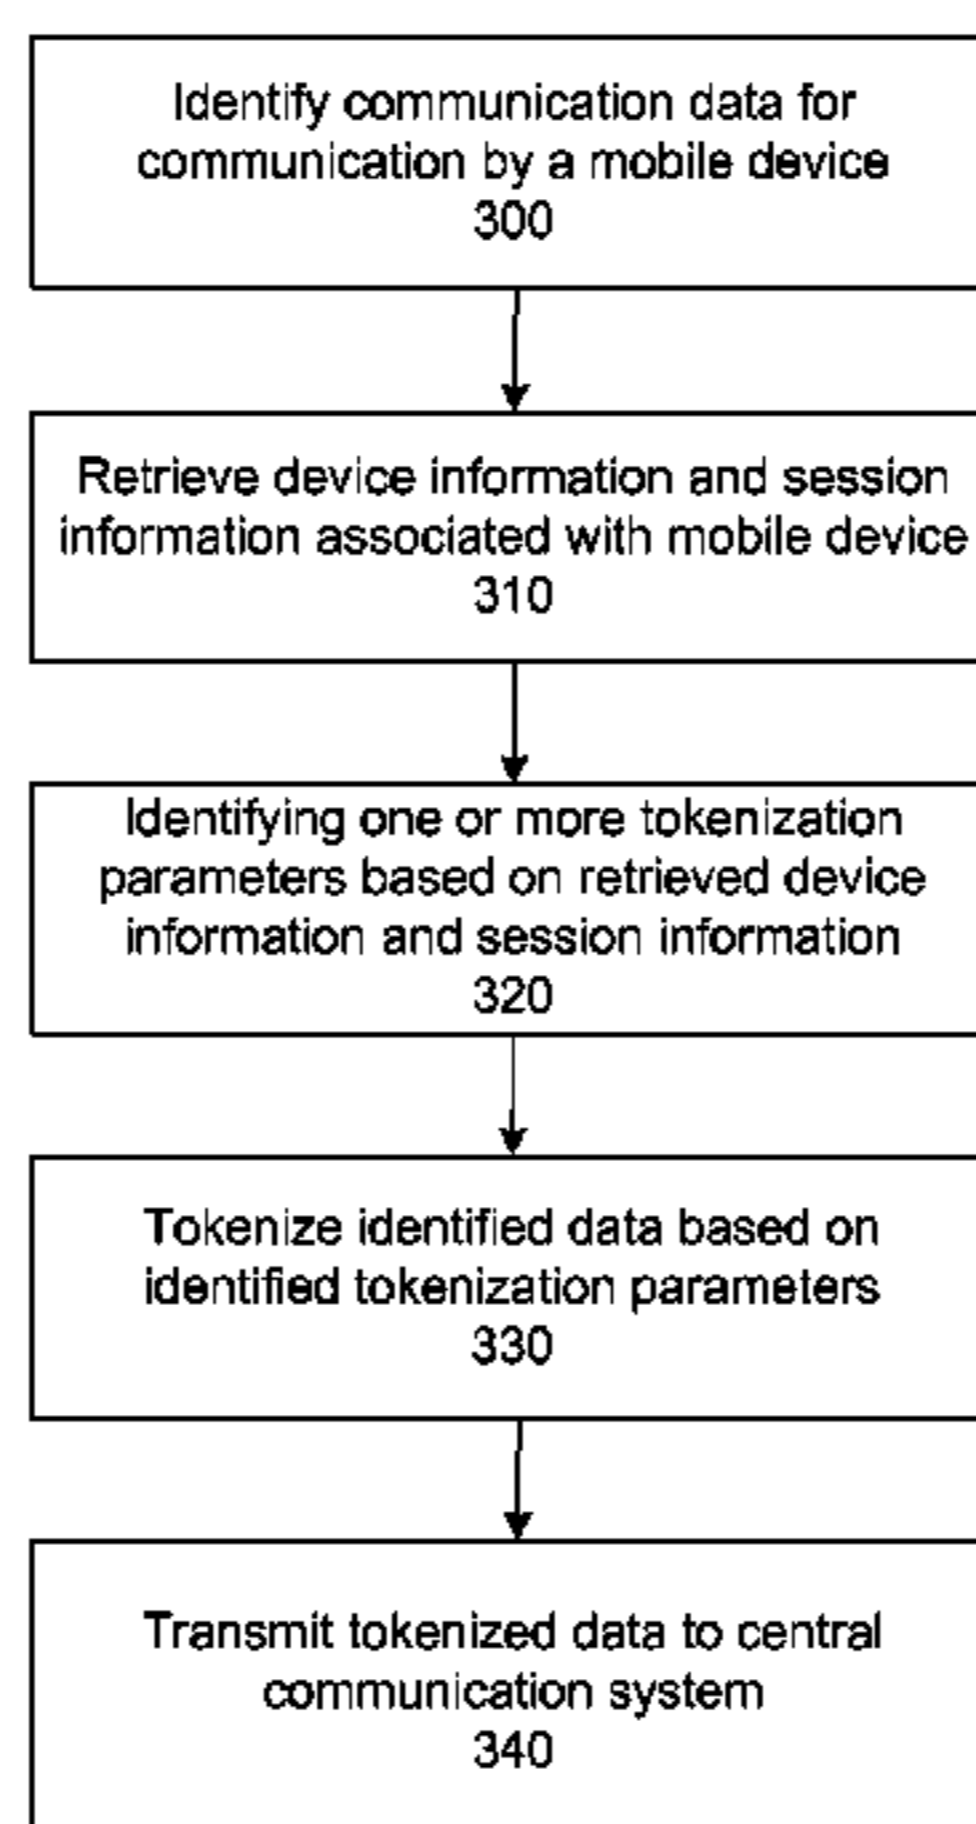 Identify communication data for
communication by a mobile device
300
Retrieve device information and session
information associated with mobile device
310
Identifying one or more tokenization
parameters based on retrieved device
information and session information
320
Tokenize identified data based on
identified tokenization parameters
330
Transmit tokenized data to central
communication system
340